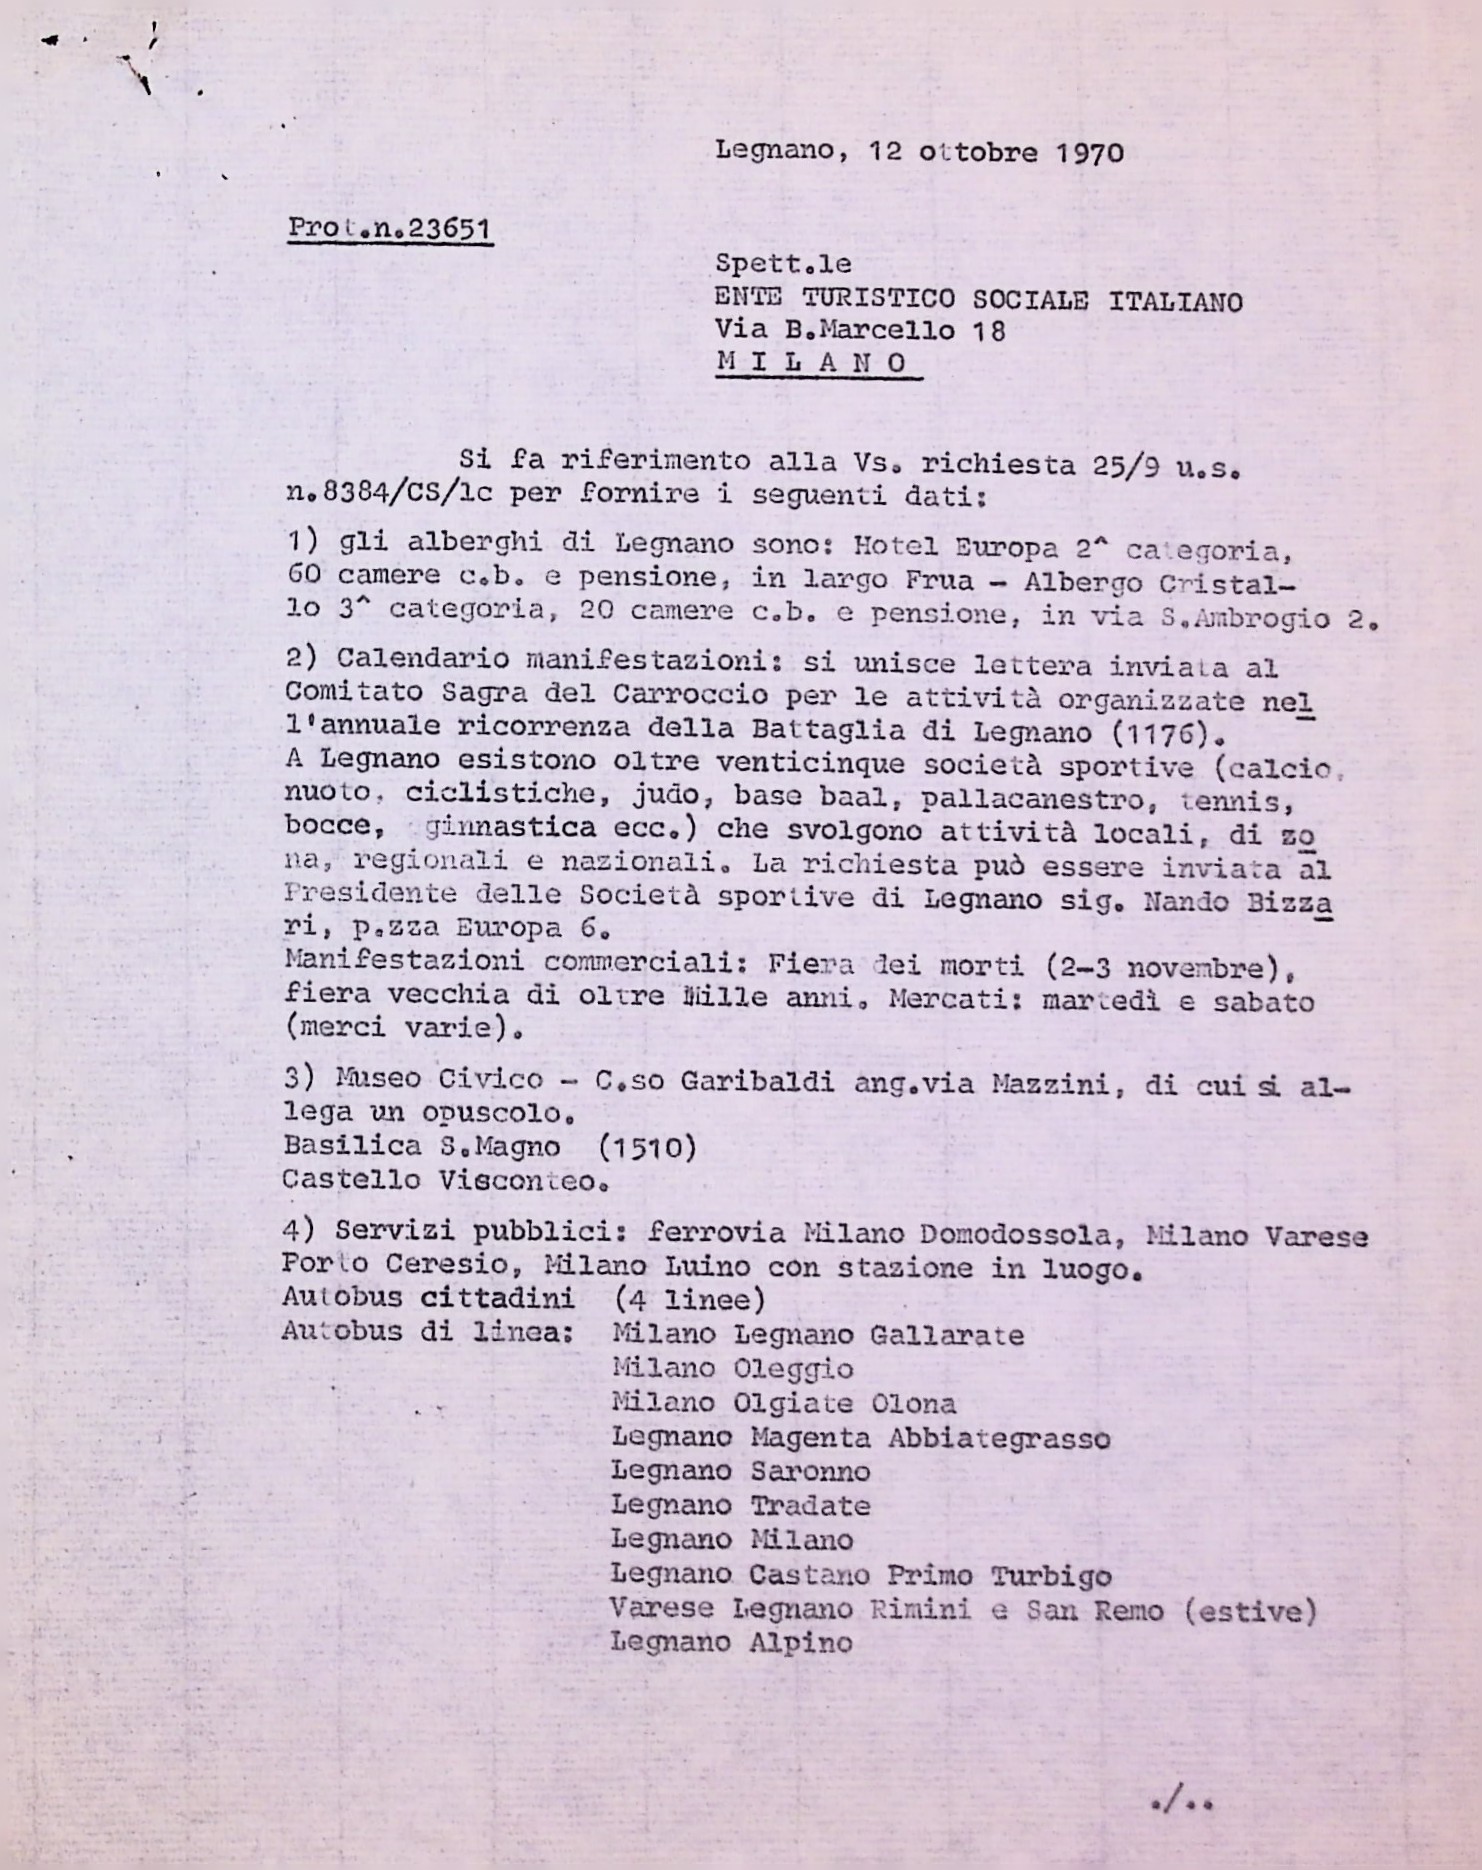 Legnano, 12 ottobre 1970
Prot.n.23651
Spett.le
ENTE TURISTICO SOCIALE ITALIANO
Via B.Marcello 18
M I L A N O
Si fa riferimento alla Vs. richiesta 25/9 u.s.
n.8384/CS/lc per fornire i seguenti dati:
1) gli alberghi di Legnano sono: Hotel Europa 2^ categoria,
60 camere c.b. e pensione, in largo Frua - Albergo Cristal-
lo 3^ categoria, 20 camere c.b. e pensione, in via S.Ambrogio 2.
2) Calendario manifestazioni: si unisce lettera inviata al
Comitato Sagra del Carroccio per le attività organizzate nel
l'annuale ricorrenza della Battaglia di Legnano (1176).
A Legnano esistono oltre venticinque società sportive (calcio,
nuoto, ciclistiche, judo, base baal, pallacanestro, tennis,
bocce, ginnastica ecc.) che svolgono attività locali, di zo
na, regionali e nazionali. La richiesta può essere inviata al
Presidente delle Società sportive di Legnano sig. Nando Bizza
ri, p.zza Europa 6.
Manifestazioni commerciali: Fiera dei morti (2-3 novembre),
fiera vecchia di oltre Mille anni. Mercati: martedì e sabato
(merci varie).
3) Museo Civico - C.so Garibaldi ang.via Mazzini, di cui si al-
lega un opuscolo.
Basilica S.Magno (1510)
Castello Visconteo.
4) Servizi pubblici: ferrovia Milano Domodossola, Milano Varese
Porto Ceresio, Milano Luino con stazione in luogo.
Autobus cittadini (4 linee)
Autobus di linea: Milano Legnano Gallarate
Milano Oleggio
Milano Olgiate Olona
Legnano Magenta Abbiategrasso
Legnano Saronno
Legnano Tradate
Legnano Milano
Legnano Castano Primo Turbigo
Varese Legnano Rimini e San Remo (estive)
Legnano Alpino
./..